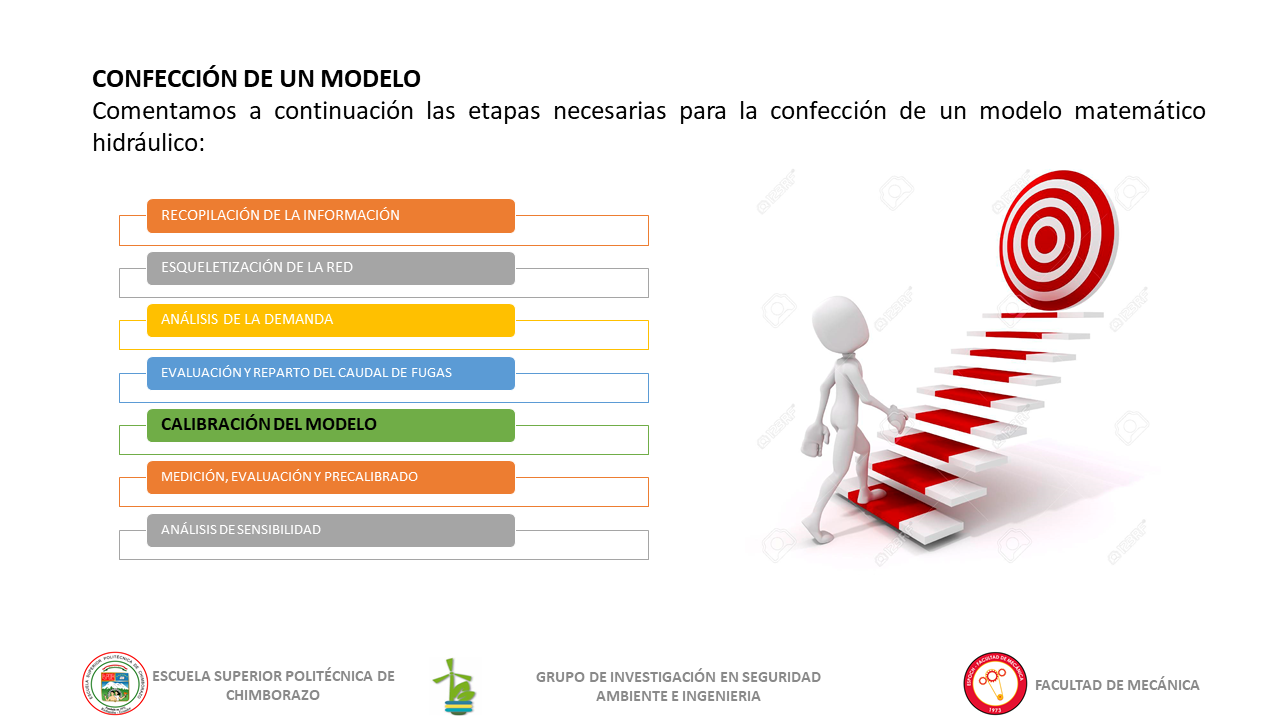 CONFECCIÓN DE UN MODELO
Comentamos a continuación las etapas necesarias para la confección de un modelo matemático
hidráulico:
RECOPILACIÓN DE LA INFORMACIÓN
ESQUELETIZACIÓN DE LA RED
ANÁLISIS DE LA DEMANDA
EVALUACIÓN Y REPARTO DEL CAUDAL DE FUGAS
CALIBRACIÓN DEL MODELO
MEDICIÓN, EVALUACIÓN Y PRECALIBRADO
ANÁLISIS DE SENSIBILIDAD
ESCUELA SUPERIOR POLITÉCNICA DE
CHIMBORAZO
GRUPO DE INVESTIGACIÓN EN SEGURIDAD
AMBIENTE E INGENIERIA
FACULTAD DE MECÁNICA
1973